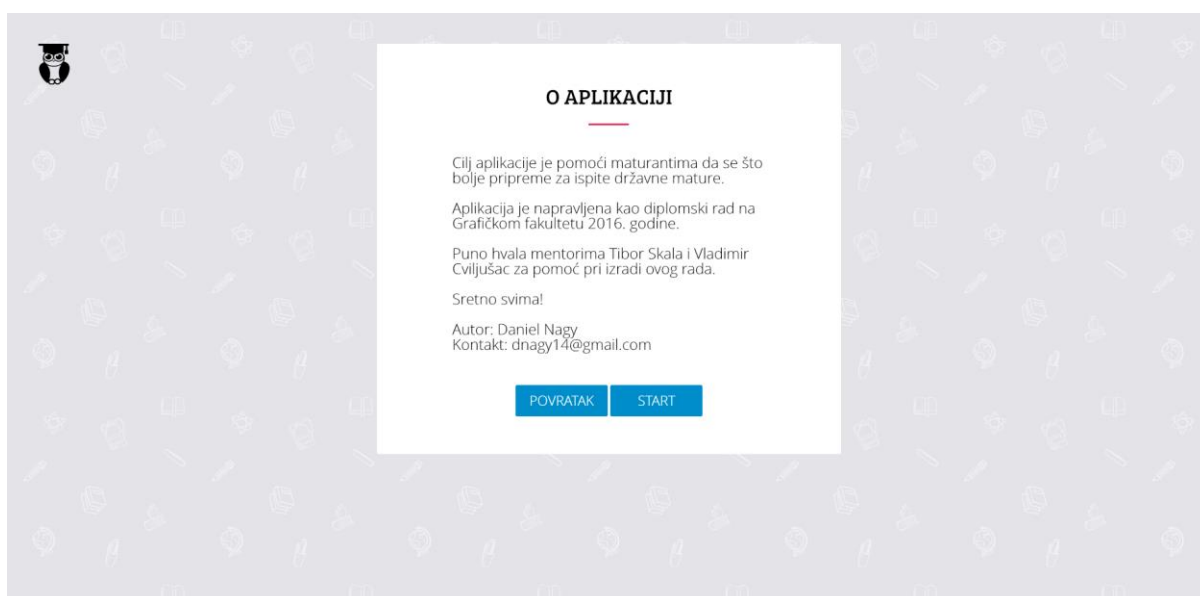 O APLIKACIJI
Cilj aplikacije je pomoći maturantima da se što
bolje pripreme za ispite državne mature.
Aplikacija je napravljena kao diplomski rad na
Grafičkom fakultetu 2016. godine.
Puno hvala mentorima Tibor Skala i Vladimir
Cviljušac za pomoć pri izradi ovog rada.
Sretno svima!
Autor: Daniel Nagy
Kontakt: dnagy14@gmail.com
POVRATAK START